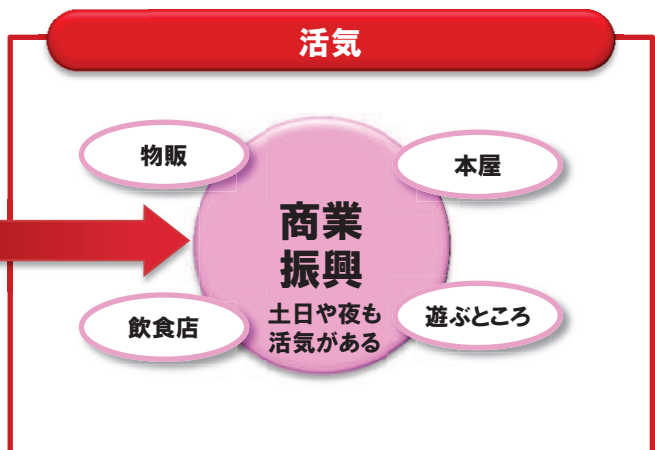 活気
物販
本屋
商業
振興
土日や夜も
活気がある
飲食店
遊ぶところ